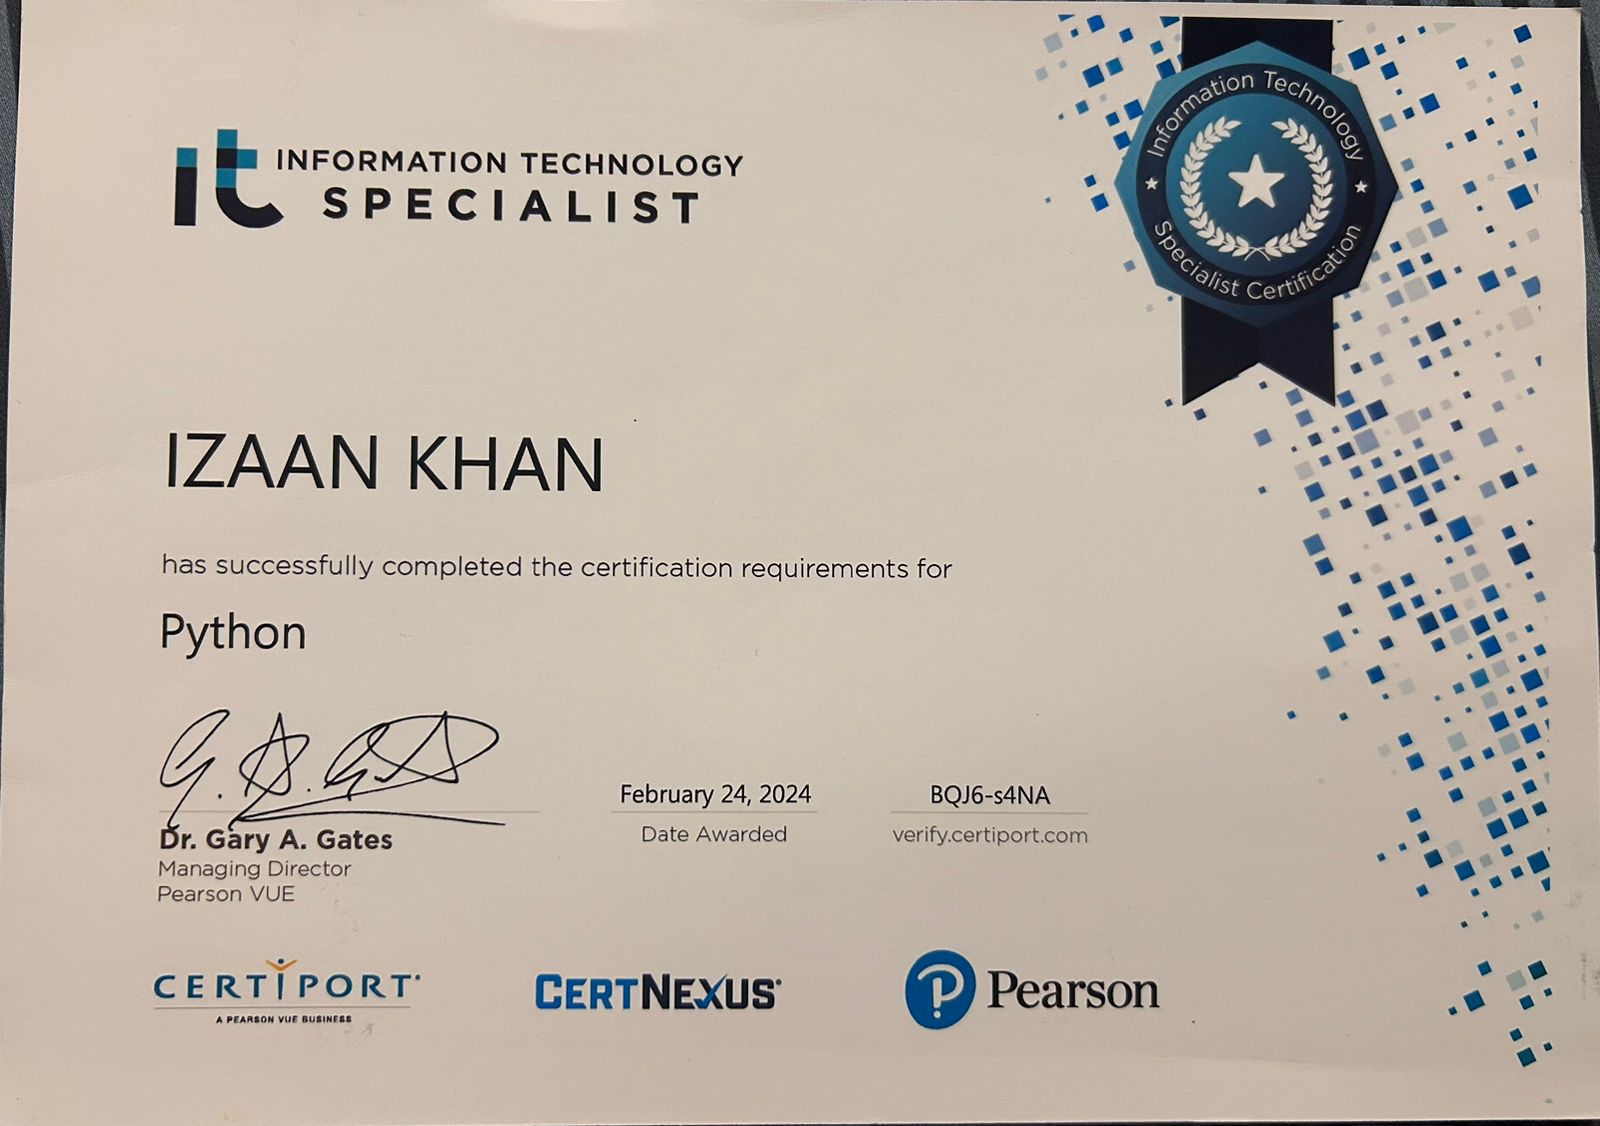 it INFORMATION TECHNOLOGY
SPECIALIST
Information Technology
Specialist Certification
IZAAN KHAN
has successfully completed the certification requirements for
Python
G. A. Gates
February 24, 2024
BQJ6-s4NA
Dr. Gary A. Gates
Date Awarded
verify.certiport.com
Managing Director
Pearson VUE
CERTIPORT
A PEARSON VUE BUSINESS
CERTNEXUS
P Pearson